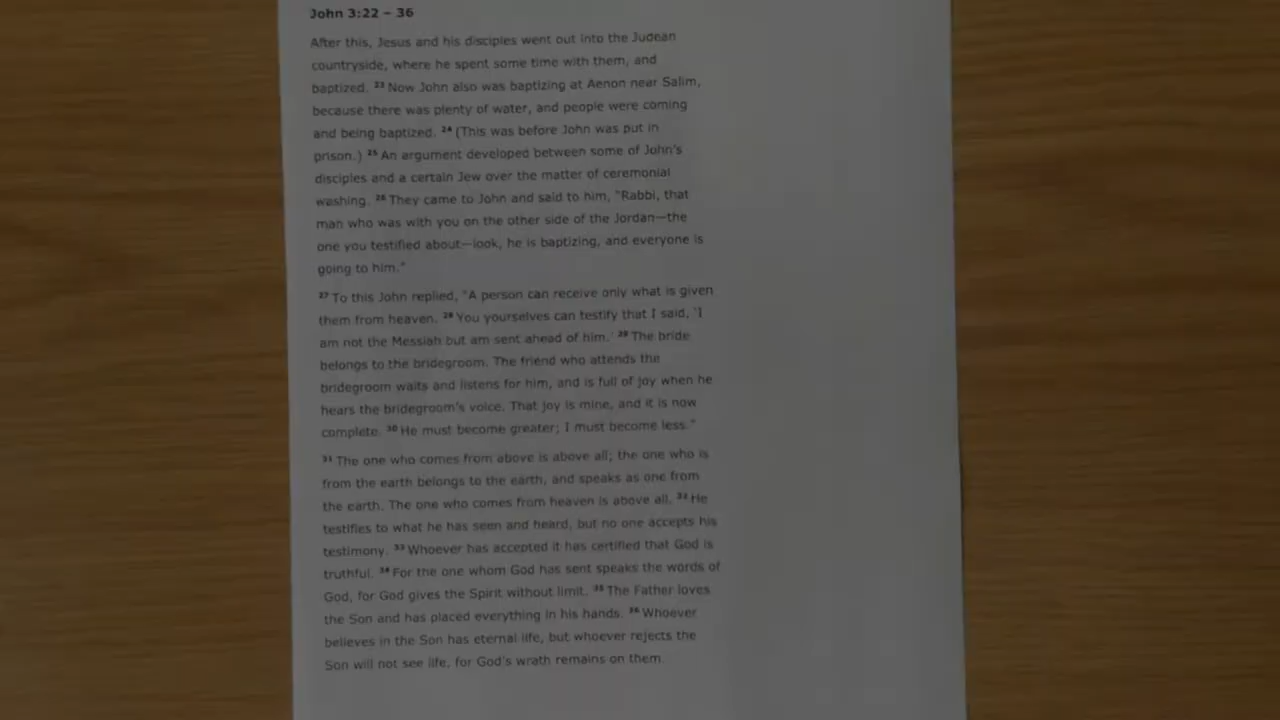 John 3:22 – 36
After this, Jesus and his disciples went out into the Judean
countryside, where he spent some time with them, and
baptized. 23 Now John also was baptizing at Aenon near Salim,
because there was plenty of water, and people were coming
and being baptized. 24 (This was before John was put in
prison.) 25 An argument developed between some of John's
disciples and a certain Jew over the matter of ceremonial
washing. 26 They came to John and said to him, "Rabbi, that
man who was with you on the other side of the Jordan—the
one you testified about—look, he is baptizing, and everyone is
going to him."
27 To this John replied, "A person can receive only what is given
them from heaven. 28 You yourselves can testify that I said, 'I
am not the Messiah but am sent ahead of him.' 29 The bride
belongs to the bridegroom. The friend who attends the
bridegroom waits and listens for him, and is full of joy when he
hears the bridegroom's voice. That joy is mine, and it is now
complete. 30 He must become greater; I must become less."
31 The one who comes from above is above all; the one who is
from the earth belongs to the earth, and speaks as one from
the earth. The one who comes from heaven is above all. 32 He
testifies to what he has seen and heard, but no one accepts his
testimony. 33 Whoever has accepted it has certified that God is
truthful. 34 For the one whom God has sent speaks the words of
God, for God gives the Spirit without limit. 35 The Father loves
the Son and has placed everything in his hands. 36 Whoever
believes in the Son has eternal life, but whoever rejects the
Son will not see life, for God's wrath remains on them.